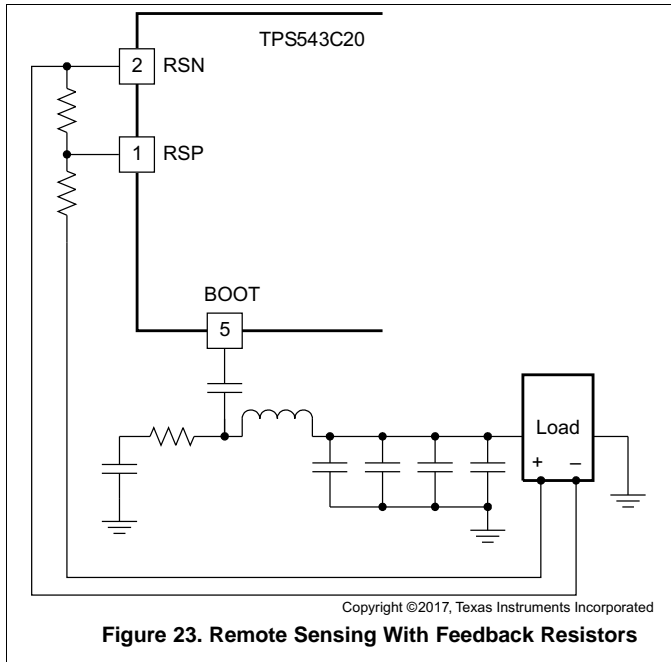 TPS543C20
2 RSN
1 RSP
BOOT
5
Load
+ –
Copyright ©2017, Texas Instruments Incorporated
Figure 23. Remote Sensing With Feedback Resistors